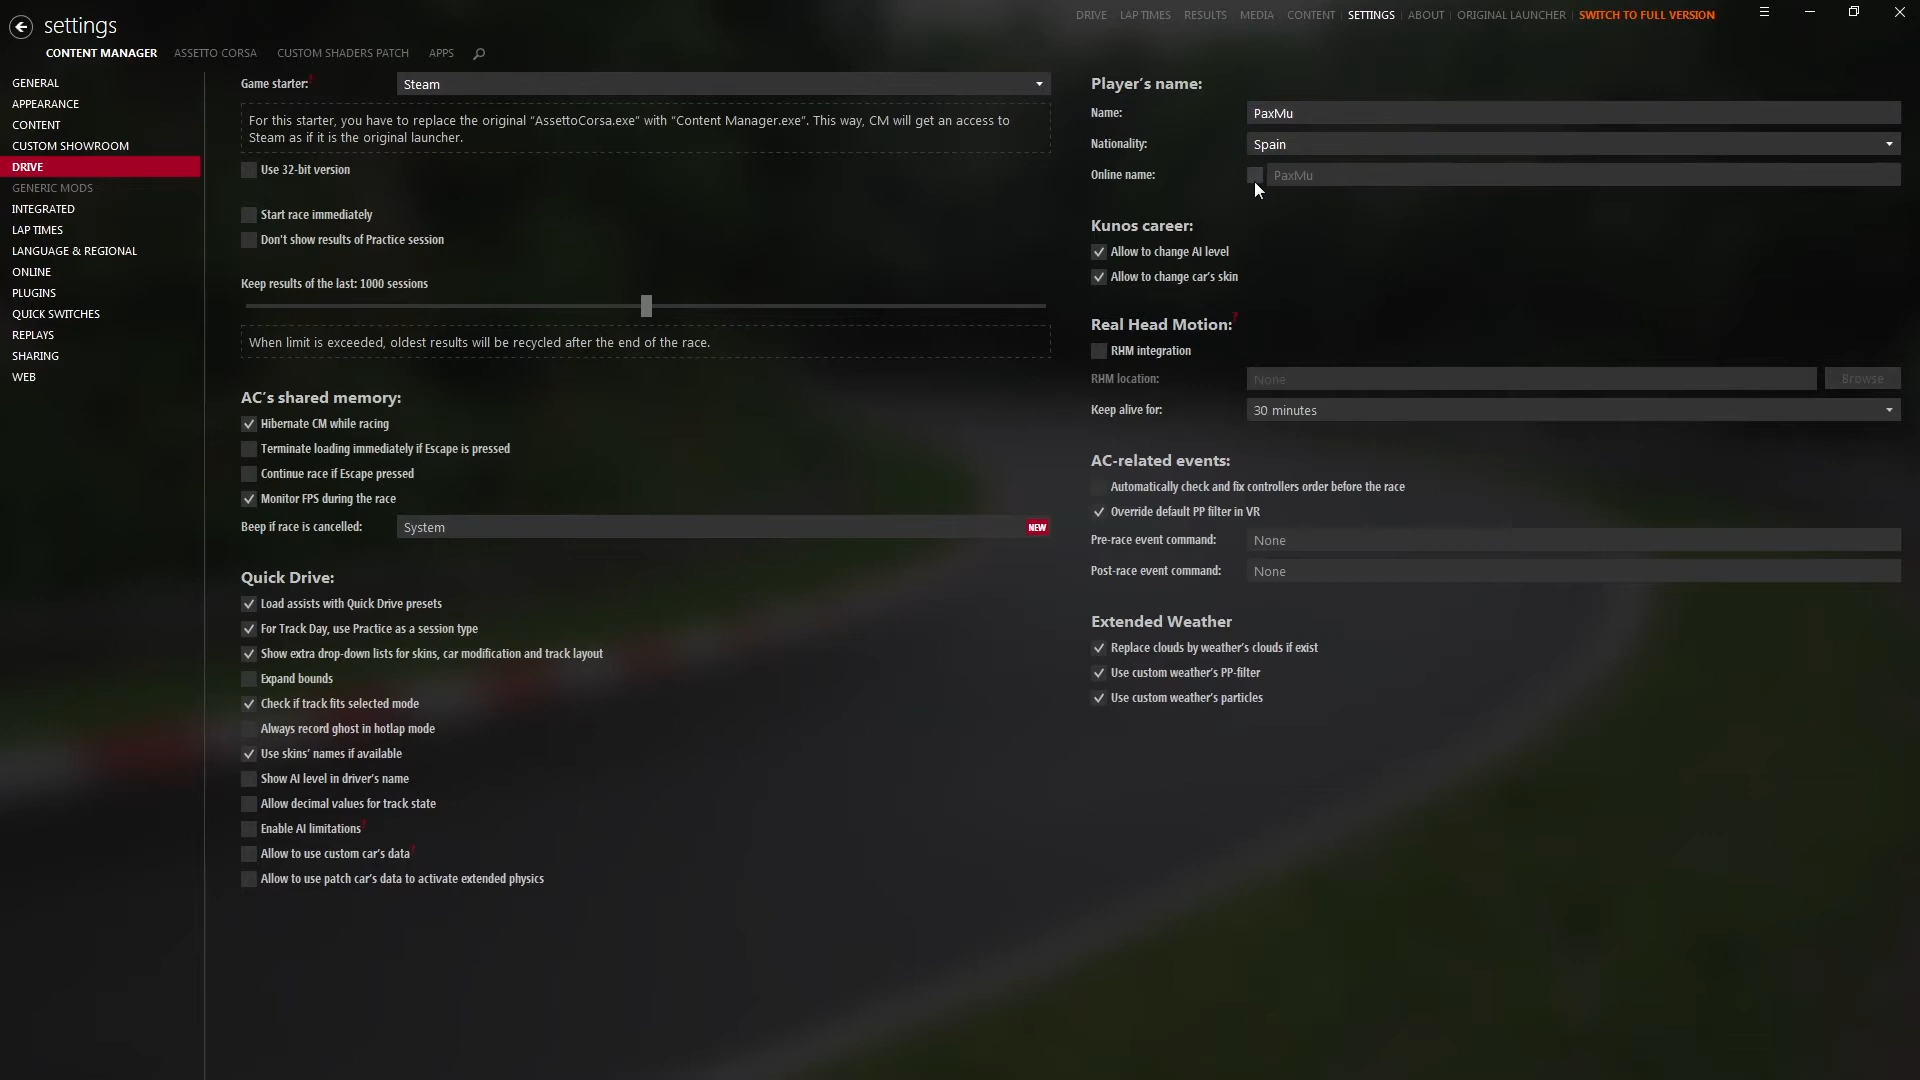 settings
DRIVE LAP TIMES RESULTS MEDIA CONTENT SETTINGS ABOUT ORIGINAL LAUNCHER SWITCH TO FULL VERSION
CONTENT MANAGER ASSETTO CORSA CUSTOM SHADERS PATCH APPS
GENERAL
APPEARANCE
CONTENT
CUSTOM SHOWROOM
DRIVE
GENERIC MODS
INTEGRATED
LAP TIMES
LANGUAGE & REGIONAL
ONLINE
PLUGINS
QUICK SWITCHES
REPLAYS
SHARING
WEB
Game starter:? Steam
For this starter, you have to replace the original "AssettoCorsa.exe" with "Content Manager.exe". This way, CM will get an access to
Steam as if it is the original launcher.
Use 32-bit version
Start race immediately
Don't show results of Practice session
Keep results of the last: 1000 sessions
When limit is exceeded, oldest results will be recycled after the end of the race.
AC's shared memory:
Hibernate CM while racing
Terminate loading immediately if Escape is pressed
Continue race if Escape pressed
Monitor FPS during the race
Beep if race is cancelled: System NEW
Quick Drive:
Load assists with Quick Drive presets
For Track Day, use Practice as a session type
Show extra drop-down lists for skins, car modification and track layout
Expand bounds
Check if track fits selected mode
Always record ghost in hotlap mode
Use skins' names if available
Show AI level in driver's name
Allow decimal values for track state
Enable AI limitations?
Allow to use custom car's data?
Allow to use patch car's data to activate extended physics
Player's name:
Name: PaxMu
Nationality: Spain
Online name: PaxMu
Kunos career:
Allow to change AI level
Allow to change car's skin
Real Head Motion:?
RHM integration
RHM location: None Browse
Keep alive for: 30 minutes
AC-related events:
Automatically check and fix controllers order before the race
Override default PP filter in VR
Pre-race event command: None
Post-race event command: None
Extended Weather
Replace clouds by weather's clouds if exist
Use custom weather's PP-filter
Use custom weather's particles